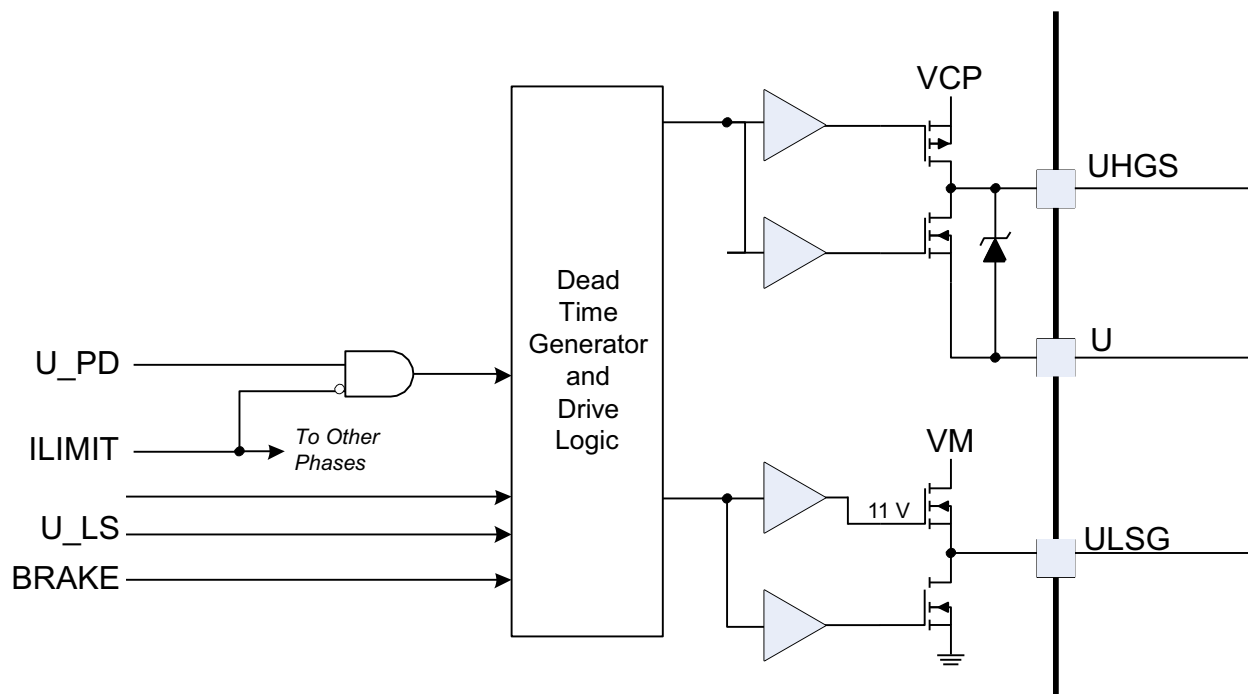 VCP
UHGS
Dead
Time
Generator
and
Drive
Logic
U
U_PD
ILIMIT
To Other
Phases
VM
11 V
U_LS
ULSG
BRAKE